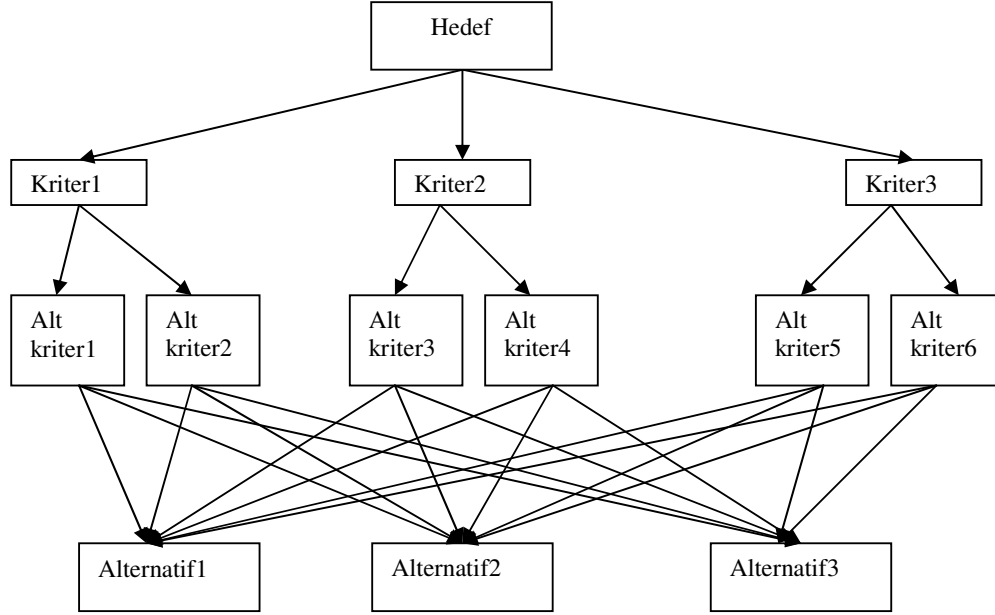 Hedef
Kriter1
Kriter2
Kriter3
Alt
kriter1
Alt
kriter2
Alt
kriter3
Alt
kriter4
Alt
kriter5
Alt
kriter6
Alternatif1
Alternatif2
Alternatif3